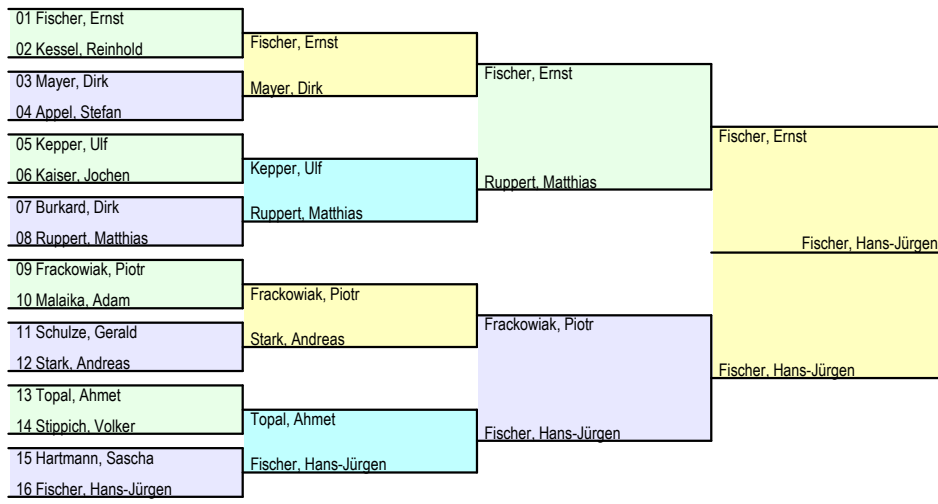 01 Fischer, Ernst
02 Kessel, Reinhold
03 Mayer, Dirk
04 Appel, Stefan
05 Kepper, Ulf
06 Kaiser, Jochen
07 Burkard, Dirk
08 Ruppert, Matthias
09 Frackowiak, Piotr
10 Malaika, Adam
11 Schulze, Gerald
12 Stark, Andreas
13 Topal, Ahmet
14 Stippich, Volker
15 Hartmann, Sascha
16 Fischer, Hans-Jürgen
Fischer, Ernst
Mayer, Dirk
Kepper, Ulf
Ruppert, Matthias
Frackowiak, Piotr
Stark, Andreas
Topal, Ahmet
Fischer, Hans-Jürgen
Fischer, Ernst
Ruppert, Matthias
Frackowiak, Piotr
Fischer, Hans-Jürgen
Fischer, Ernst
Fischer, Hans-Jürgen
Fischer, Hans-Jürgen